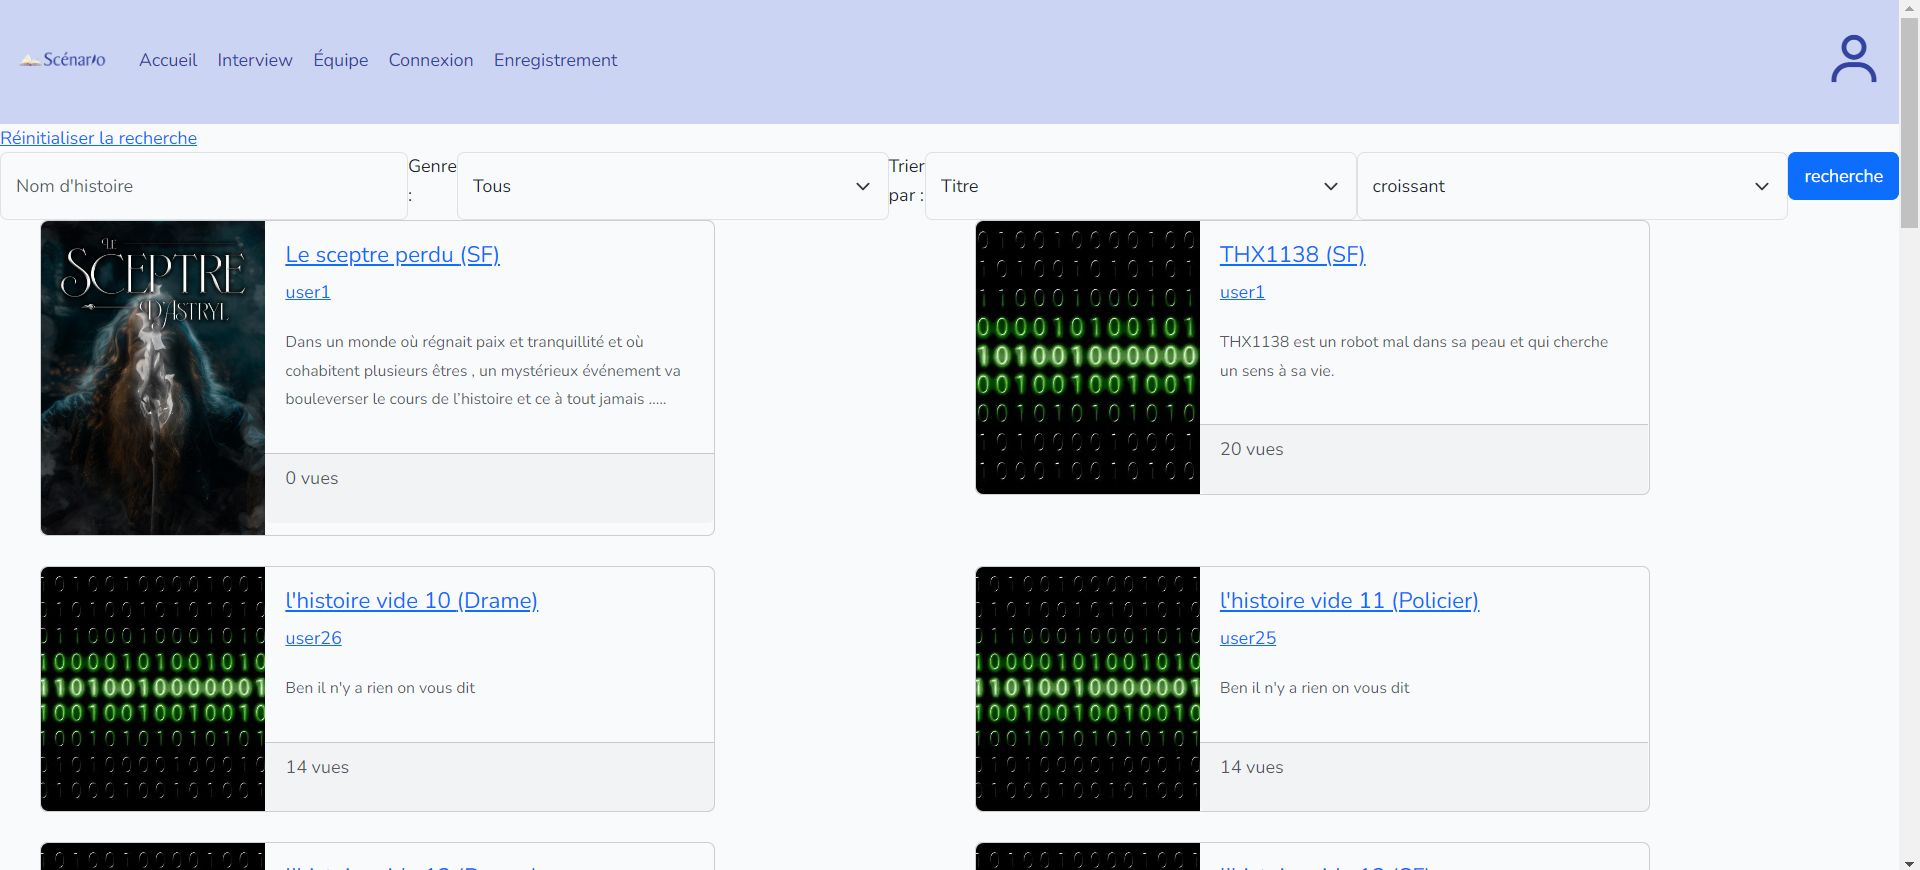 Scénario
Accueil Interview Équipe Connexion Enregistrement
Réinitialiser la recherche
Nom d'histoire
Genre :
Tous
Trier par :
Titre
croissant
recherche
LE
SCEPTRE
D'ASTRYL
Le sceptre perdu (SF)
user1
Dans un monde où régnait paix et tranquillité et où
cohabitent plusieurs êtres , un mystérieux événement va
bouleverser le cours de l’histoire et ce à tout jamais .....
0 vues
THX1138 (SF)
user1
THX1138 est un robot mal dans sa peau et qui cherche
un sens à sa vie.
20 vues
l'histoire vide 10 (Drame)
user26
Ben il n'y a rien on vous dit
14 vues
l'histoire vide 11 (Policier)
user25
Ben il n'y a rien on vous dit
14 vues